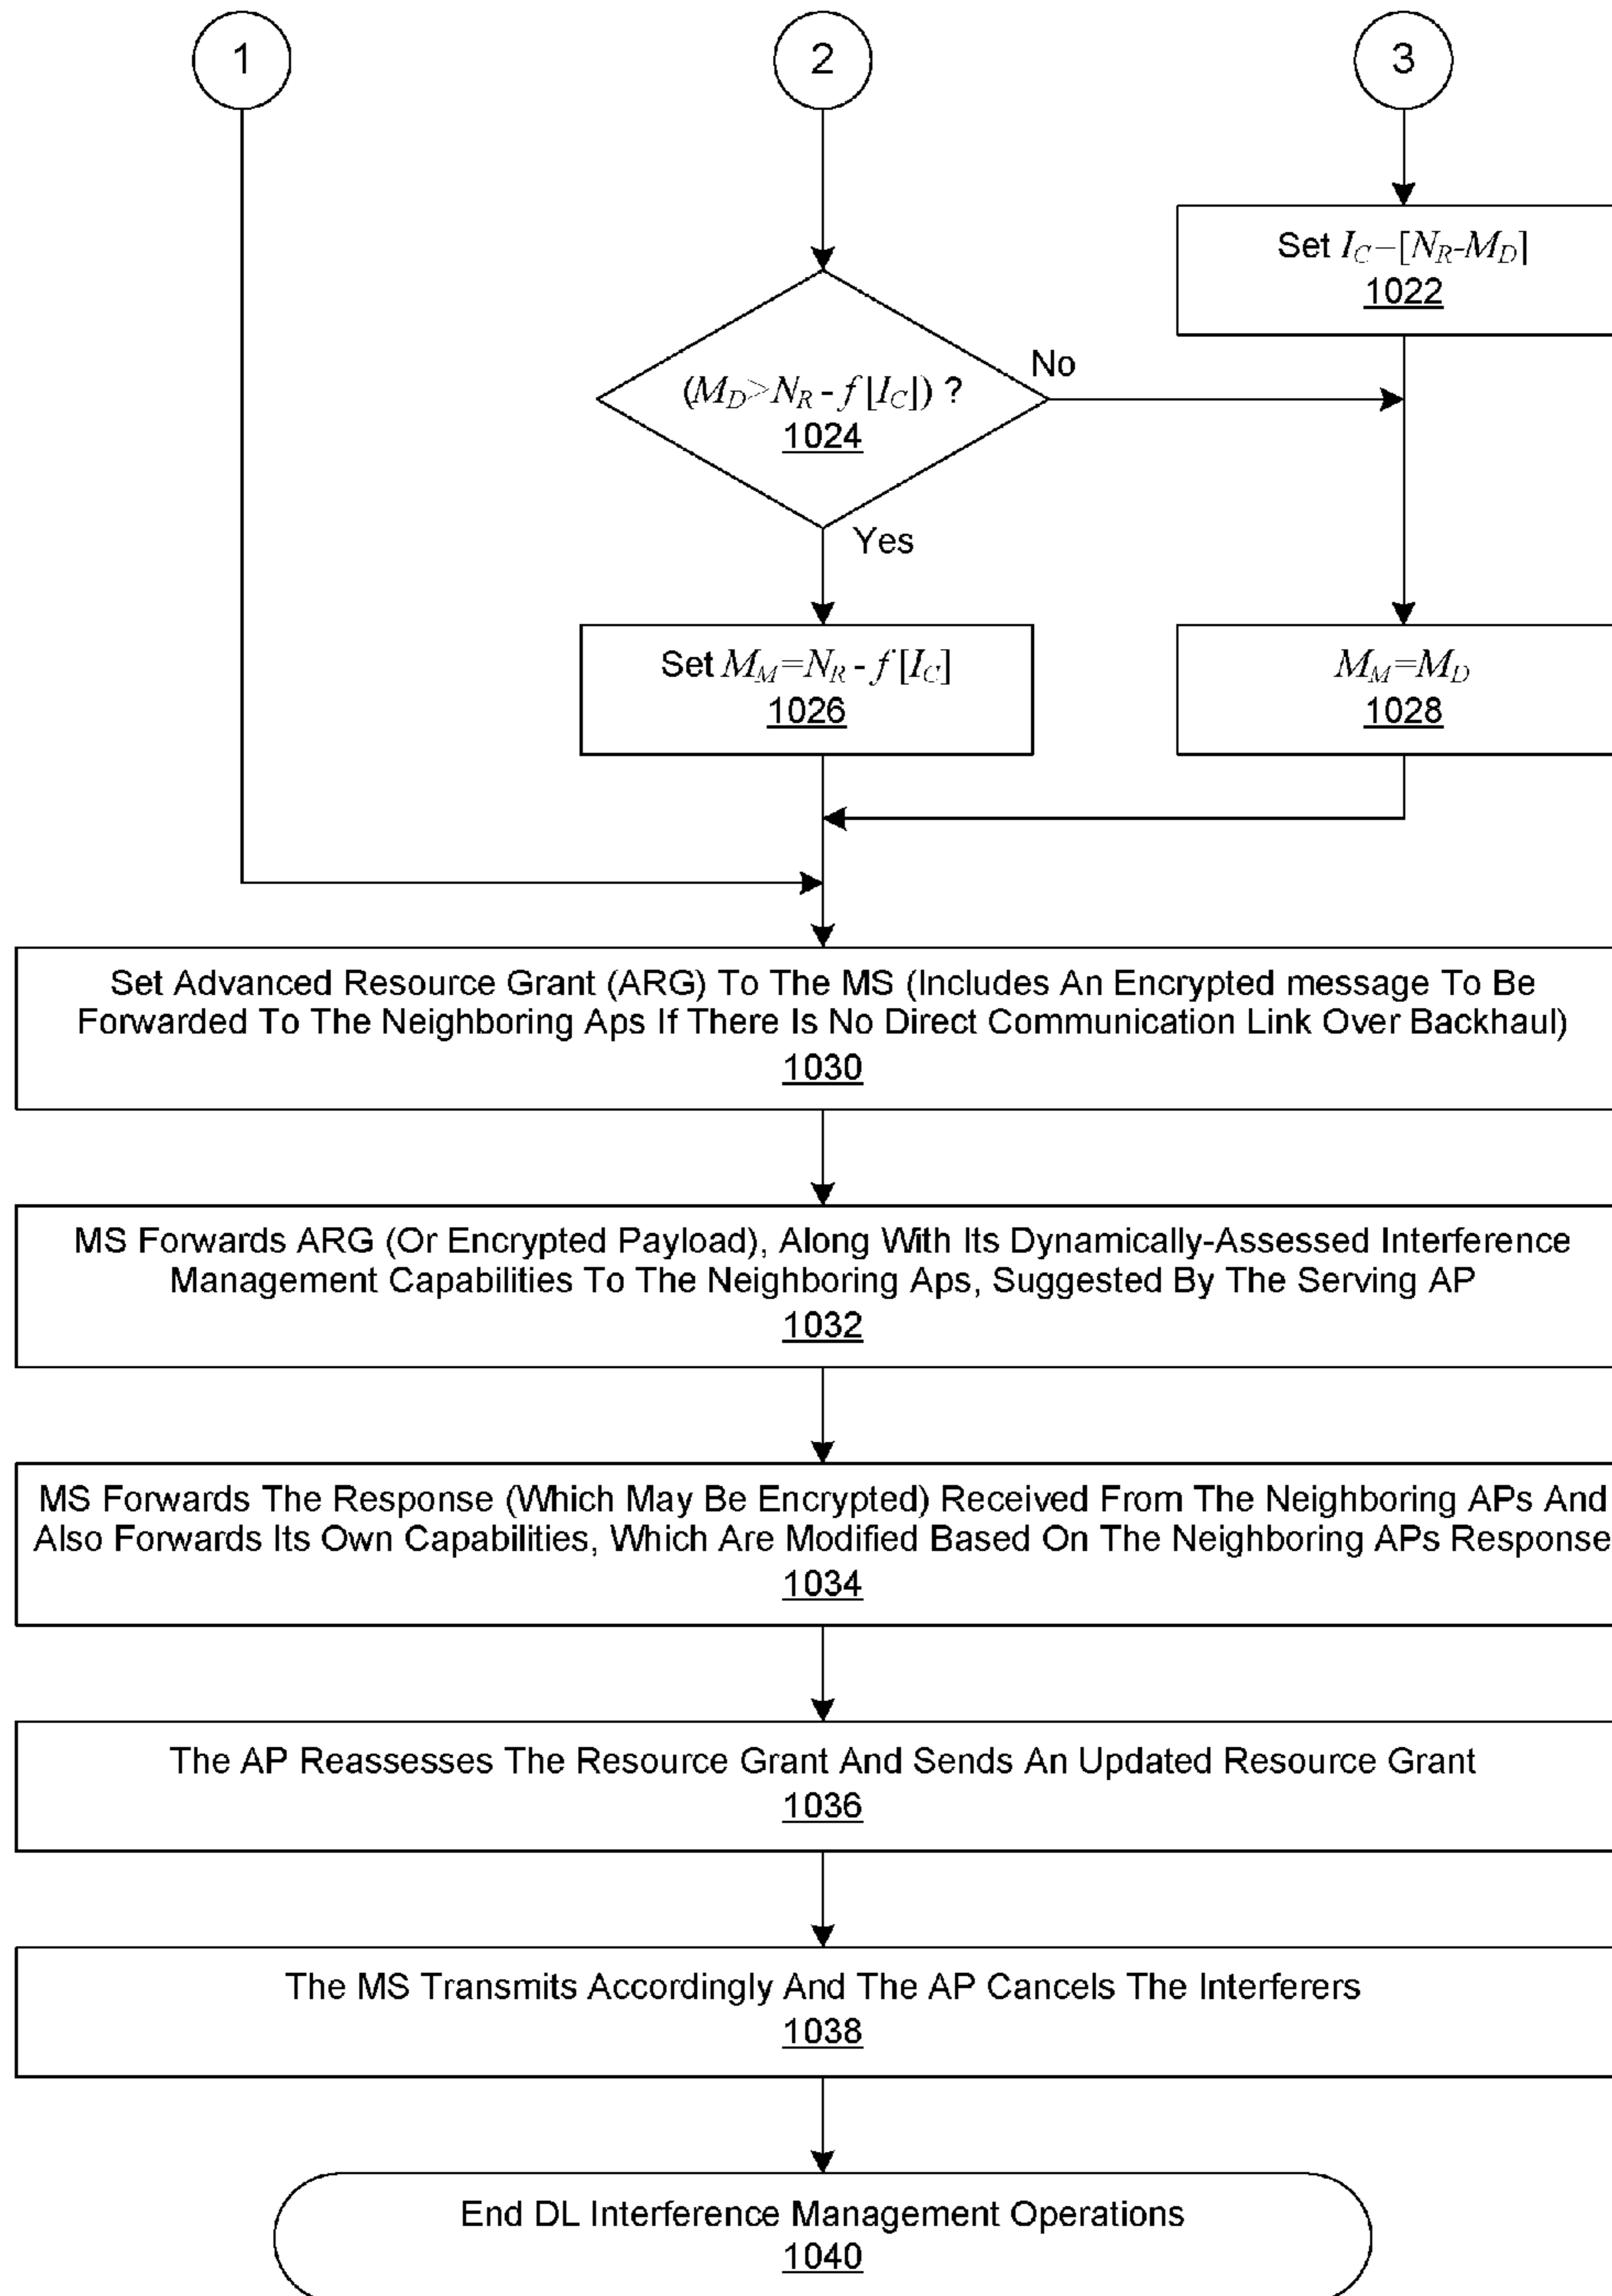 1
2
3
Set I_C–[N_R-M_D]
1022
No
(M_D>N_R - f[I_C]) ?
1024
Yes
Set M_M=N_R - f[I_C]
1026
M_M=M_D
1028
Set Advanced Resource Grant (ARG) To The MS (Includes An Encrypted message To Be
Forwarded To The Neighboring Aps If There Is No Direct Communication Link Over Backhaul)
1030
MS Forwards ARG (Or Encrypted Payload), Along With Its Dynamically-Assessed Interference
Management Capabilities To The Neighboring Aps, Suggested By The Serving AP
1032
MS Forwards The Response (Which May Be Encrypted) Received From The Neighboring APs And
Also Forwards Its Own Capabilities, Which Are Modified Based On The Neighboring APs Response
1034
The AP Reassesses The Resource Grant And Sends An Updated Resource Grant
1036
The MS Transmits Accordingly And The AP Cancels The Interferers
1038
End DL Interference Management Operations
1040